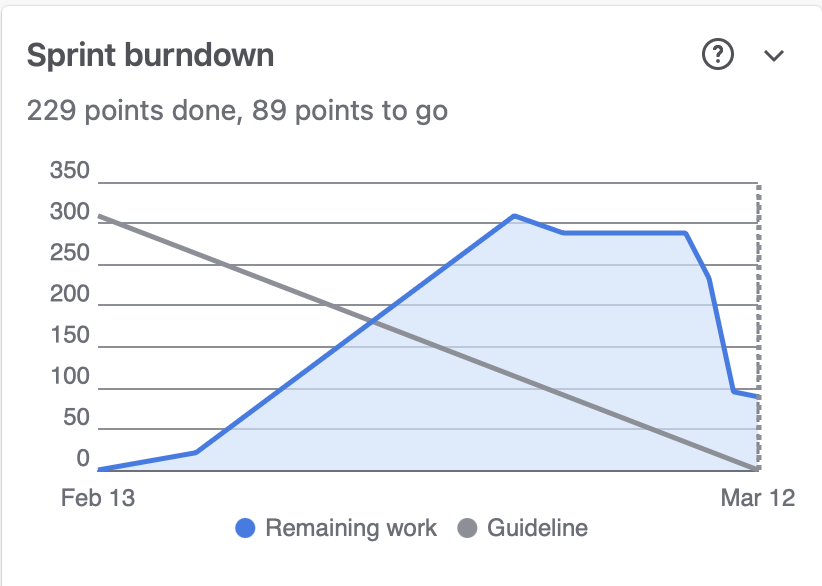 Sprint burndown
?
229 points done, 89 points to go
350
300
250
200
150
100
50
0
Feb 13 Mar 12
Remaining work Guideline